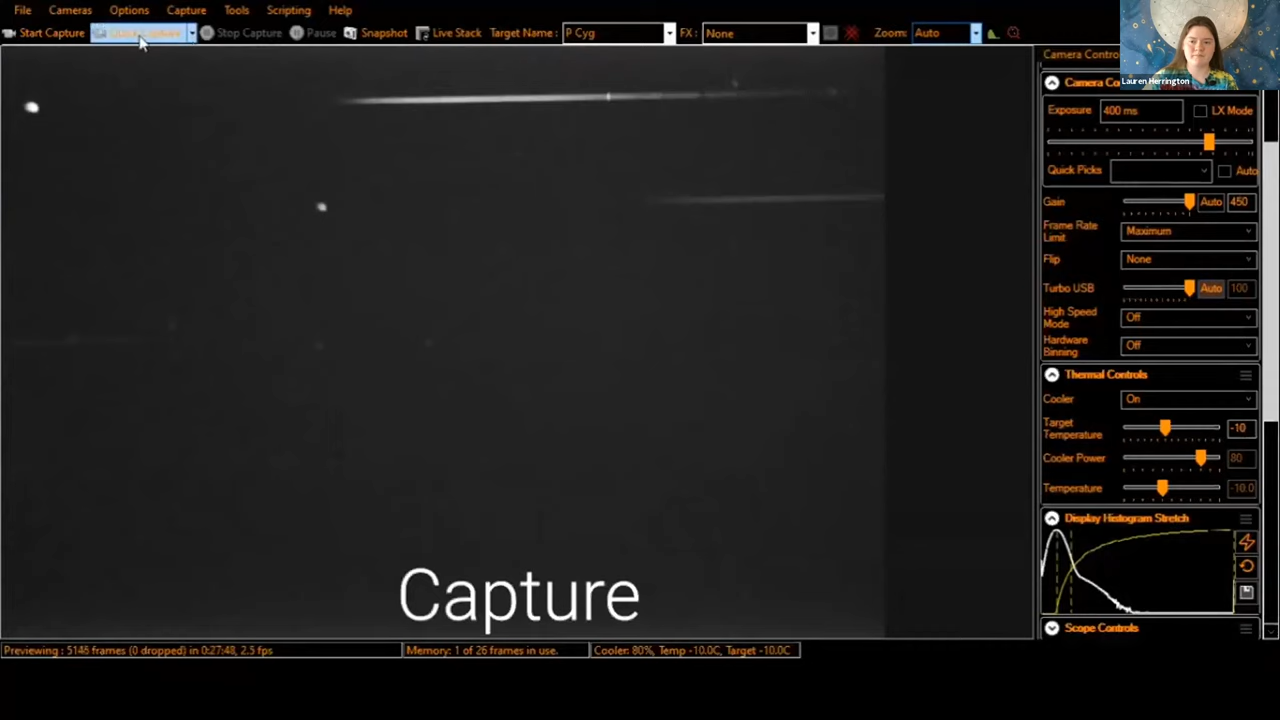 File Cameras Options Capture Tools Scripting Help
Start Capture Quick Capture Stop Capture Pause Snapshot Live Stack Target Name : P Cyg FX : None Zoom: Auto
Camera Contro
Lauren Herrington
Camera Co
Exposure 400 ms LX Mode
Quick Picks Auto
Gain Auto 450
Frame Rate Limit Maximum
Flip None
Turbo USB Auto 100
High Speed Mode Off
Hardware Binning Off
Thermal Controls
Cooler On
Target Temperature -10
Cooler Power 80
Temperature -10.0
Display Histogram Stretch
Capture
Scope Controls
Previewing : 5146 frames (0 dropped) in 0:27:48, 2.5 fps Memory: 1 of 26 frames in use. Cooler: 80%, Temp -10.0C, Target -10.0C